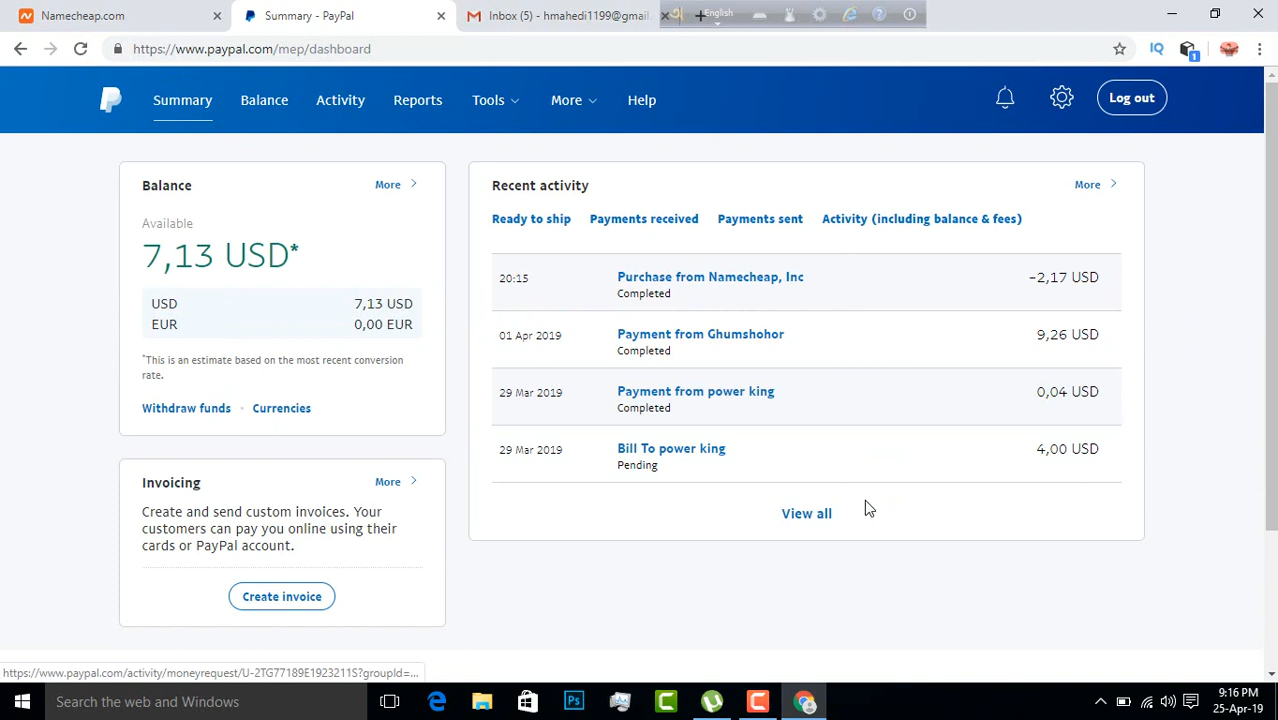 Namecheap.com
Summary - PayPal
Inbox (5) - hmahedi1199@gmail.
English
https://www.paypal.com/mep/dashboard
Summary
Balance
Activity
Reports
Tools
More
Help
Log out
Balance
More
Available
7,13 USD*
USD 7,13 USD
EUR 0,00 EUR
*This is an estimate based on the most recent conversion
rate.
Withdraw funds · Currencies
Invoicing
More
Create and send custom invoices. Your
customers can pay you online using their
cards or PayPal account.
Create invoice
Recent activity
More
Ready to ship
Payments received
Payments sent
Activity (including balance & fees)
20:15 Purchase from Namecheap, Inc -2,17 USD
Completed
01 Apr 2019 Payment from Ghumshohor 9,26 USD
Completed
29 Mar 2019 Payment from power king 0,04 USD
Completed
29 Mar 2019 Bill To power king 4,00 USD
Pending
View all
https://www.paypal.com/activity/moneyrequest/U-2TG77189E1923211S?groupId=...
Search the web and Windows
9:16 PM
25-Apr-19